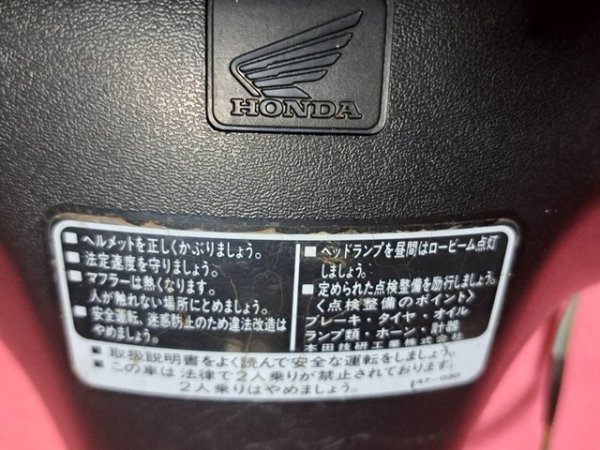 HONDA
■ヘルメットを正しくかぶりましょう。
■法定速度を守りましょう。
■マフラーは熱くなります。
人が触れない場所にとめましょう。
■安全運転、迷惑防止のため違法改造は
やめましょう。
■ヘッドランプを昼間はロービーム点灯
しましょう。
■定められた点検整備を励行しましょう。
〈点検整備のポイント〉
ブレーキ・タイヤ・オイル
ランプ類・ホーン・計器
本田技研工業株式会社
■取扱説明書をよく読んで安全な運転をしましょう。
■この車は法律で2人乗りが禁止されております。
2人乗りはやめましょう。